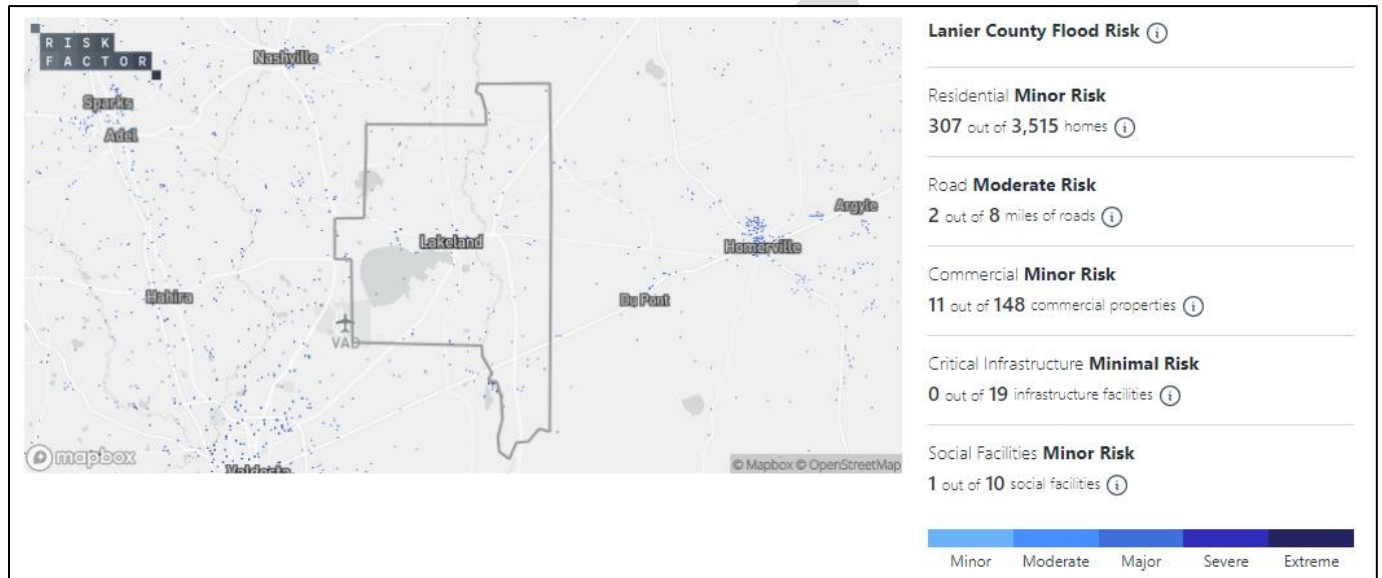 RISK
FACTOR
Nashville
Sparks
Adel
Lakeland
Argyle
Homerville
Hahira
Du Pont
VAD
Valdosta
mapbox
© Mapbox © OpenStreetMap
Lanier County Flood Risk
Residential Minor Risk
307 out of 3,515 homes
Road Moderate Risk
2 out of 8 miles of roads
Commercial Minor Risk
11 out of 148 commercial properties
Critical Infrastructure Minimal Risk
0 out of 19 infrastructure facilities
Social Facilities Minor Risk
1 out of 10 social facilities
Minor Moderate Major Severe Extreme